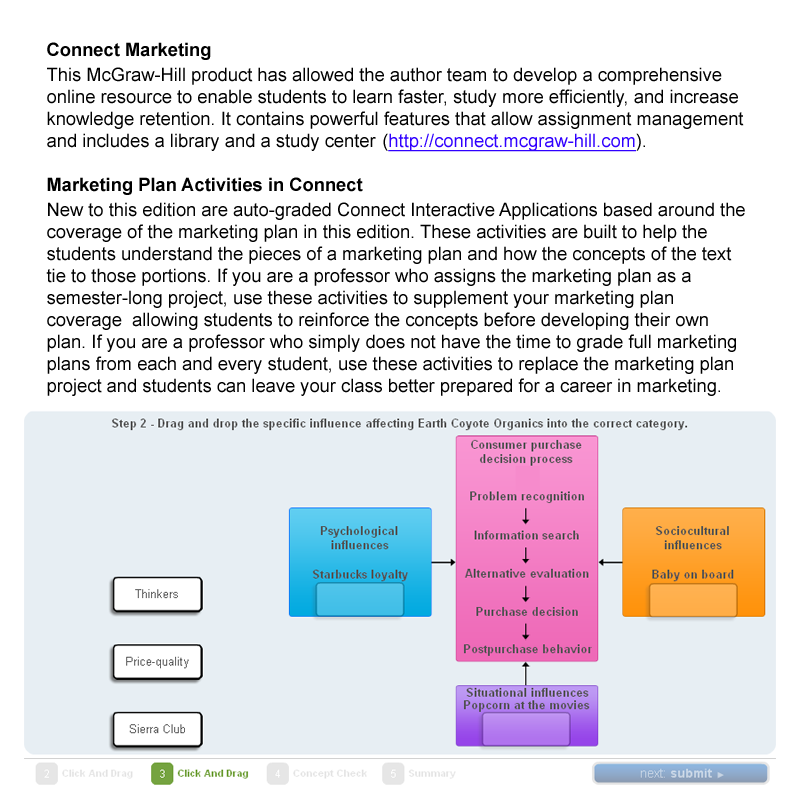 Connect Marketing
This McGraw-Hill product has allowed the author team to develop a comprehensive
online resource to enable students to learn faster, study more efficiently, and increase
knowledge retention. It contains powerful features that allow assignment management
and includes a library and a study center (http://connect.mcgraw-hill.com).
Marketing Plan Activities in Connect
New to this edition are auto-graded Connect Interactive Applications based around the
coverage of the marketing plan in this edition. These activities are built to help the
students understand the pieces of a marketing plan and how the concepts of the text
tie to those portions. If you are a professor who assigns the marketing plan as a
semester-long project, use these activities to supplement your marketing plan
coverage allowing students to reinforce the concepts before developing their own
plan. If you are a professor who simply does not have the time to grade full marketing
plans from each and every student, use these activities to replace the marketing plan
project and students can leave your class better prepared for a career in marketing.
Step 2 - Drag and drop the specific influence affecting Earth Coyote Organics into the correct category.
Thinkers
Price-quality
Sierra Club
Psychological
influences
Starbucks loyalty
Consumer purchase
decision process
Problem recognition
Information search
Alternative evaluation
Purchase decision
Postpurchase behavior
Sociocultural
influences
Baby on board
Situational influences
Popcorn at the movies
2 Click And Drag 3 Click And Drag 4 Concept Check 5 Summary next: submit ▶